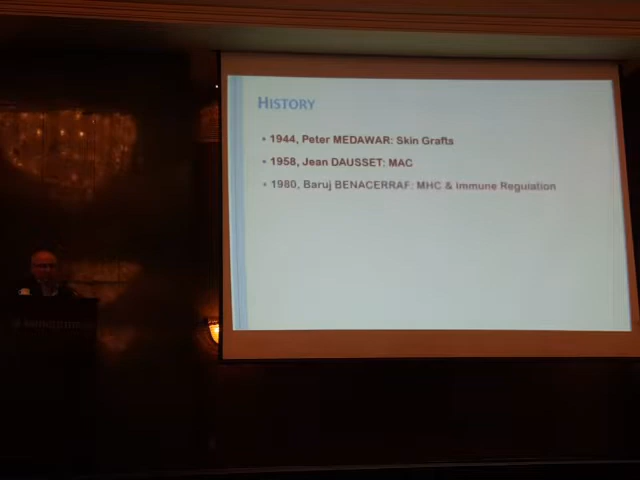 HISTORY
• 1944, Peter MEDAWAR: Skin Grafts
• 1958, Jean DAUSSET: MAC
• 1980, Baruj BENACERRAF: MHC & Immune Regulation